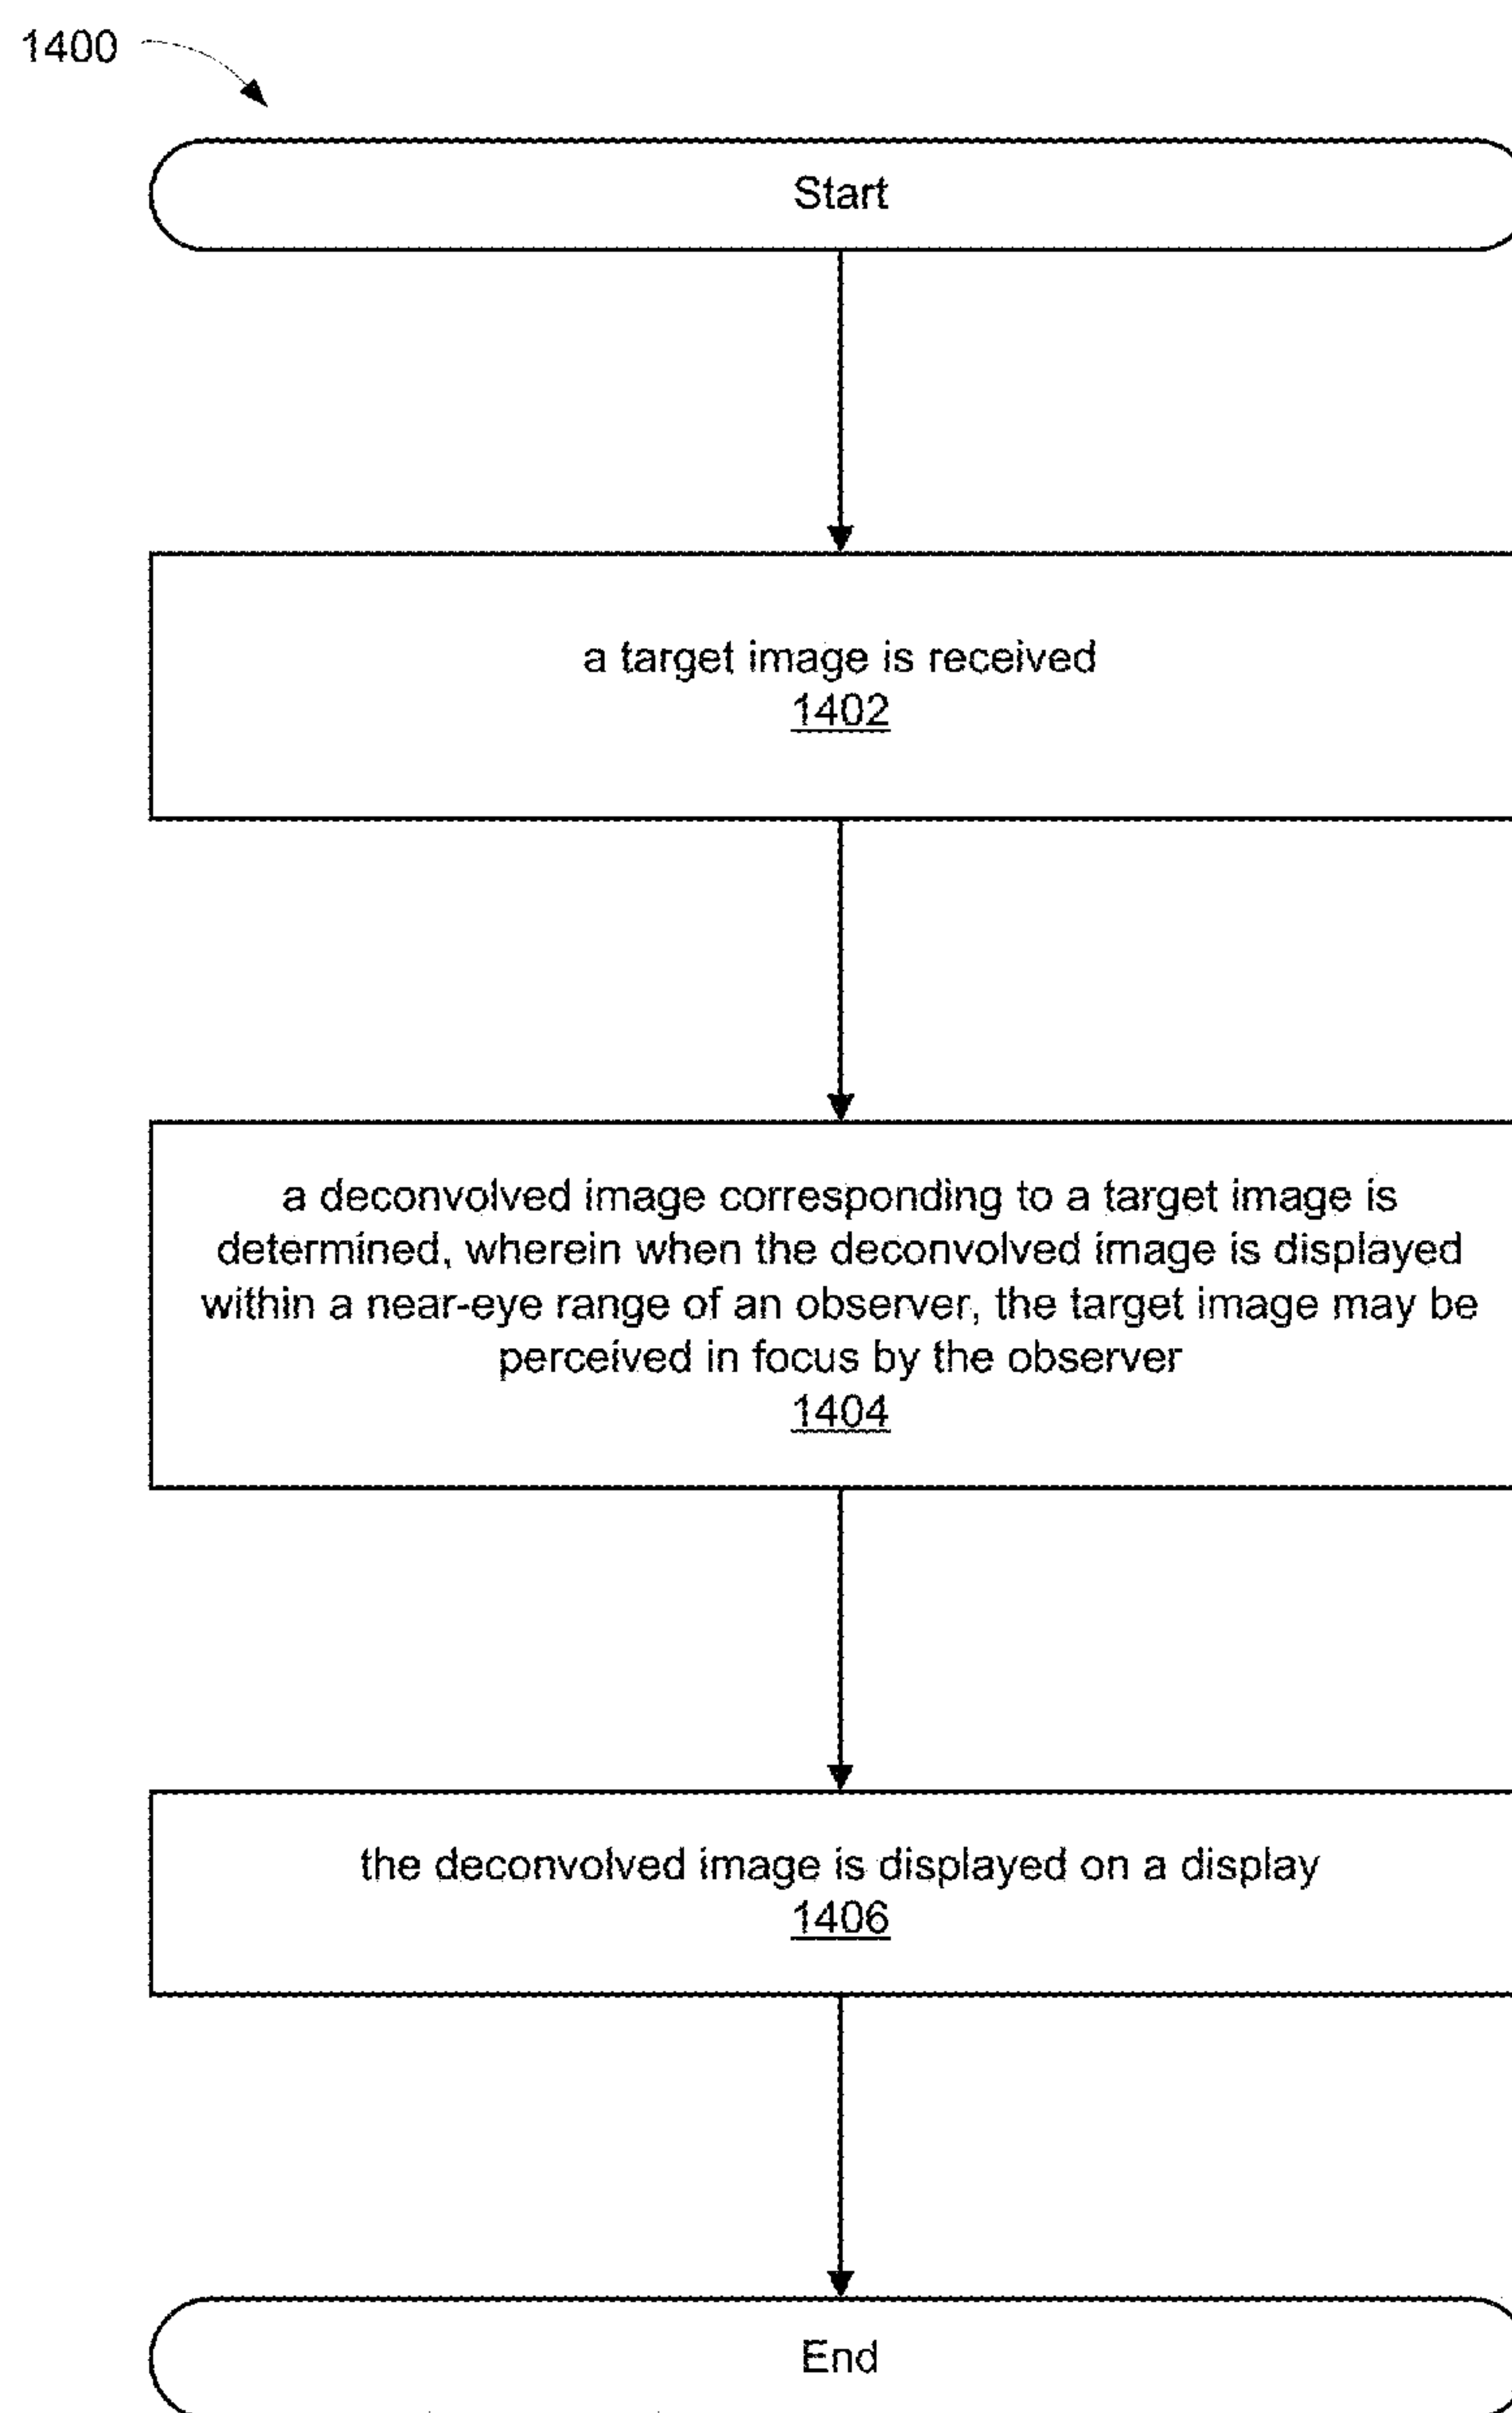 1400
Start
a target image is received
1402
a deconvolved image corresponding to a target image is
determined, wherein when the deconvolved image is displayed
within a near-eye range of an observer, the target image may be
perceived in focus by the observer
1404
the deconvolved image is displayed on a display
1406
End